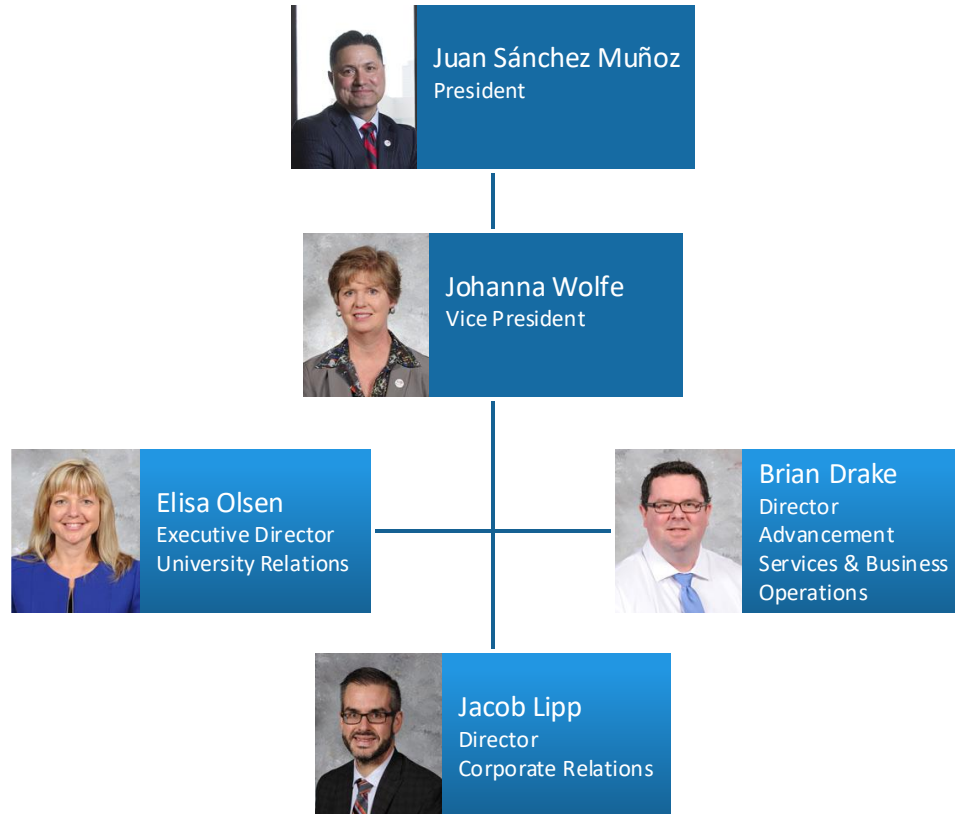 Juan Sánchez Muñoz
President
Johanna Wolfe
Vice President
Elisa Olsen
Executive Director
University Relations
Brian Drake
Director
Advancement
Services & Business
Operations
Jacob Lipp
Director
Corporate Relations